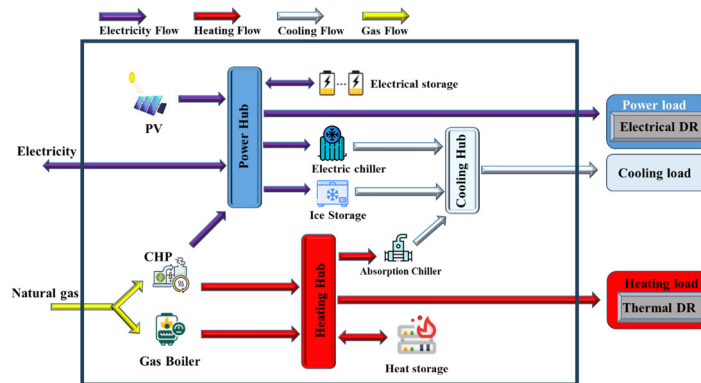 Electricity Flow
Heating Flow
Cooling Flow
Gas Flow
PV
Electrical storage
Power load
Electrical DR
Electricity
Power Hub
Electric chiller
Cooling Hub
Cooling load
Ice Storage
CHP
Absorption Chiller
Natural gas
Heating Hub
Heating load
Thermal DR
Gas Boiler
Heat storage